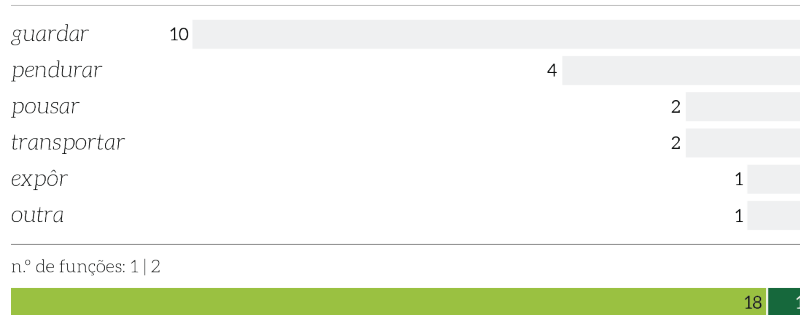 guardar 10
pendurar 4
pousar 2
transportar 2
expôr 1
outra 1
n.º de funções: 1 | 2
18